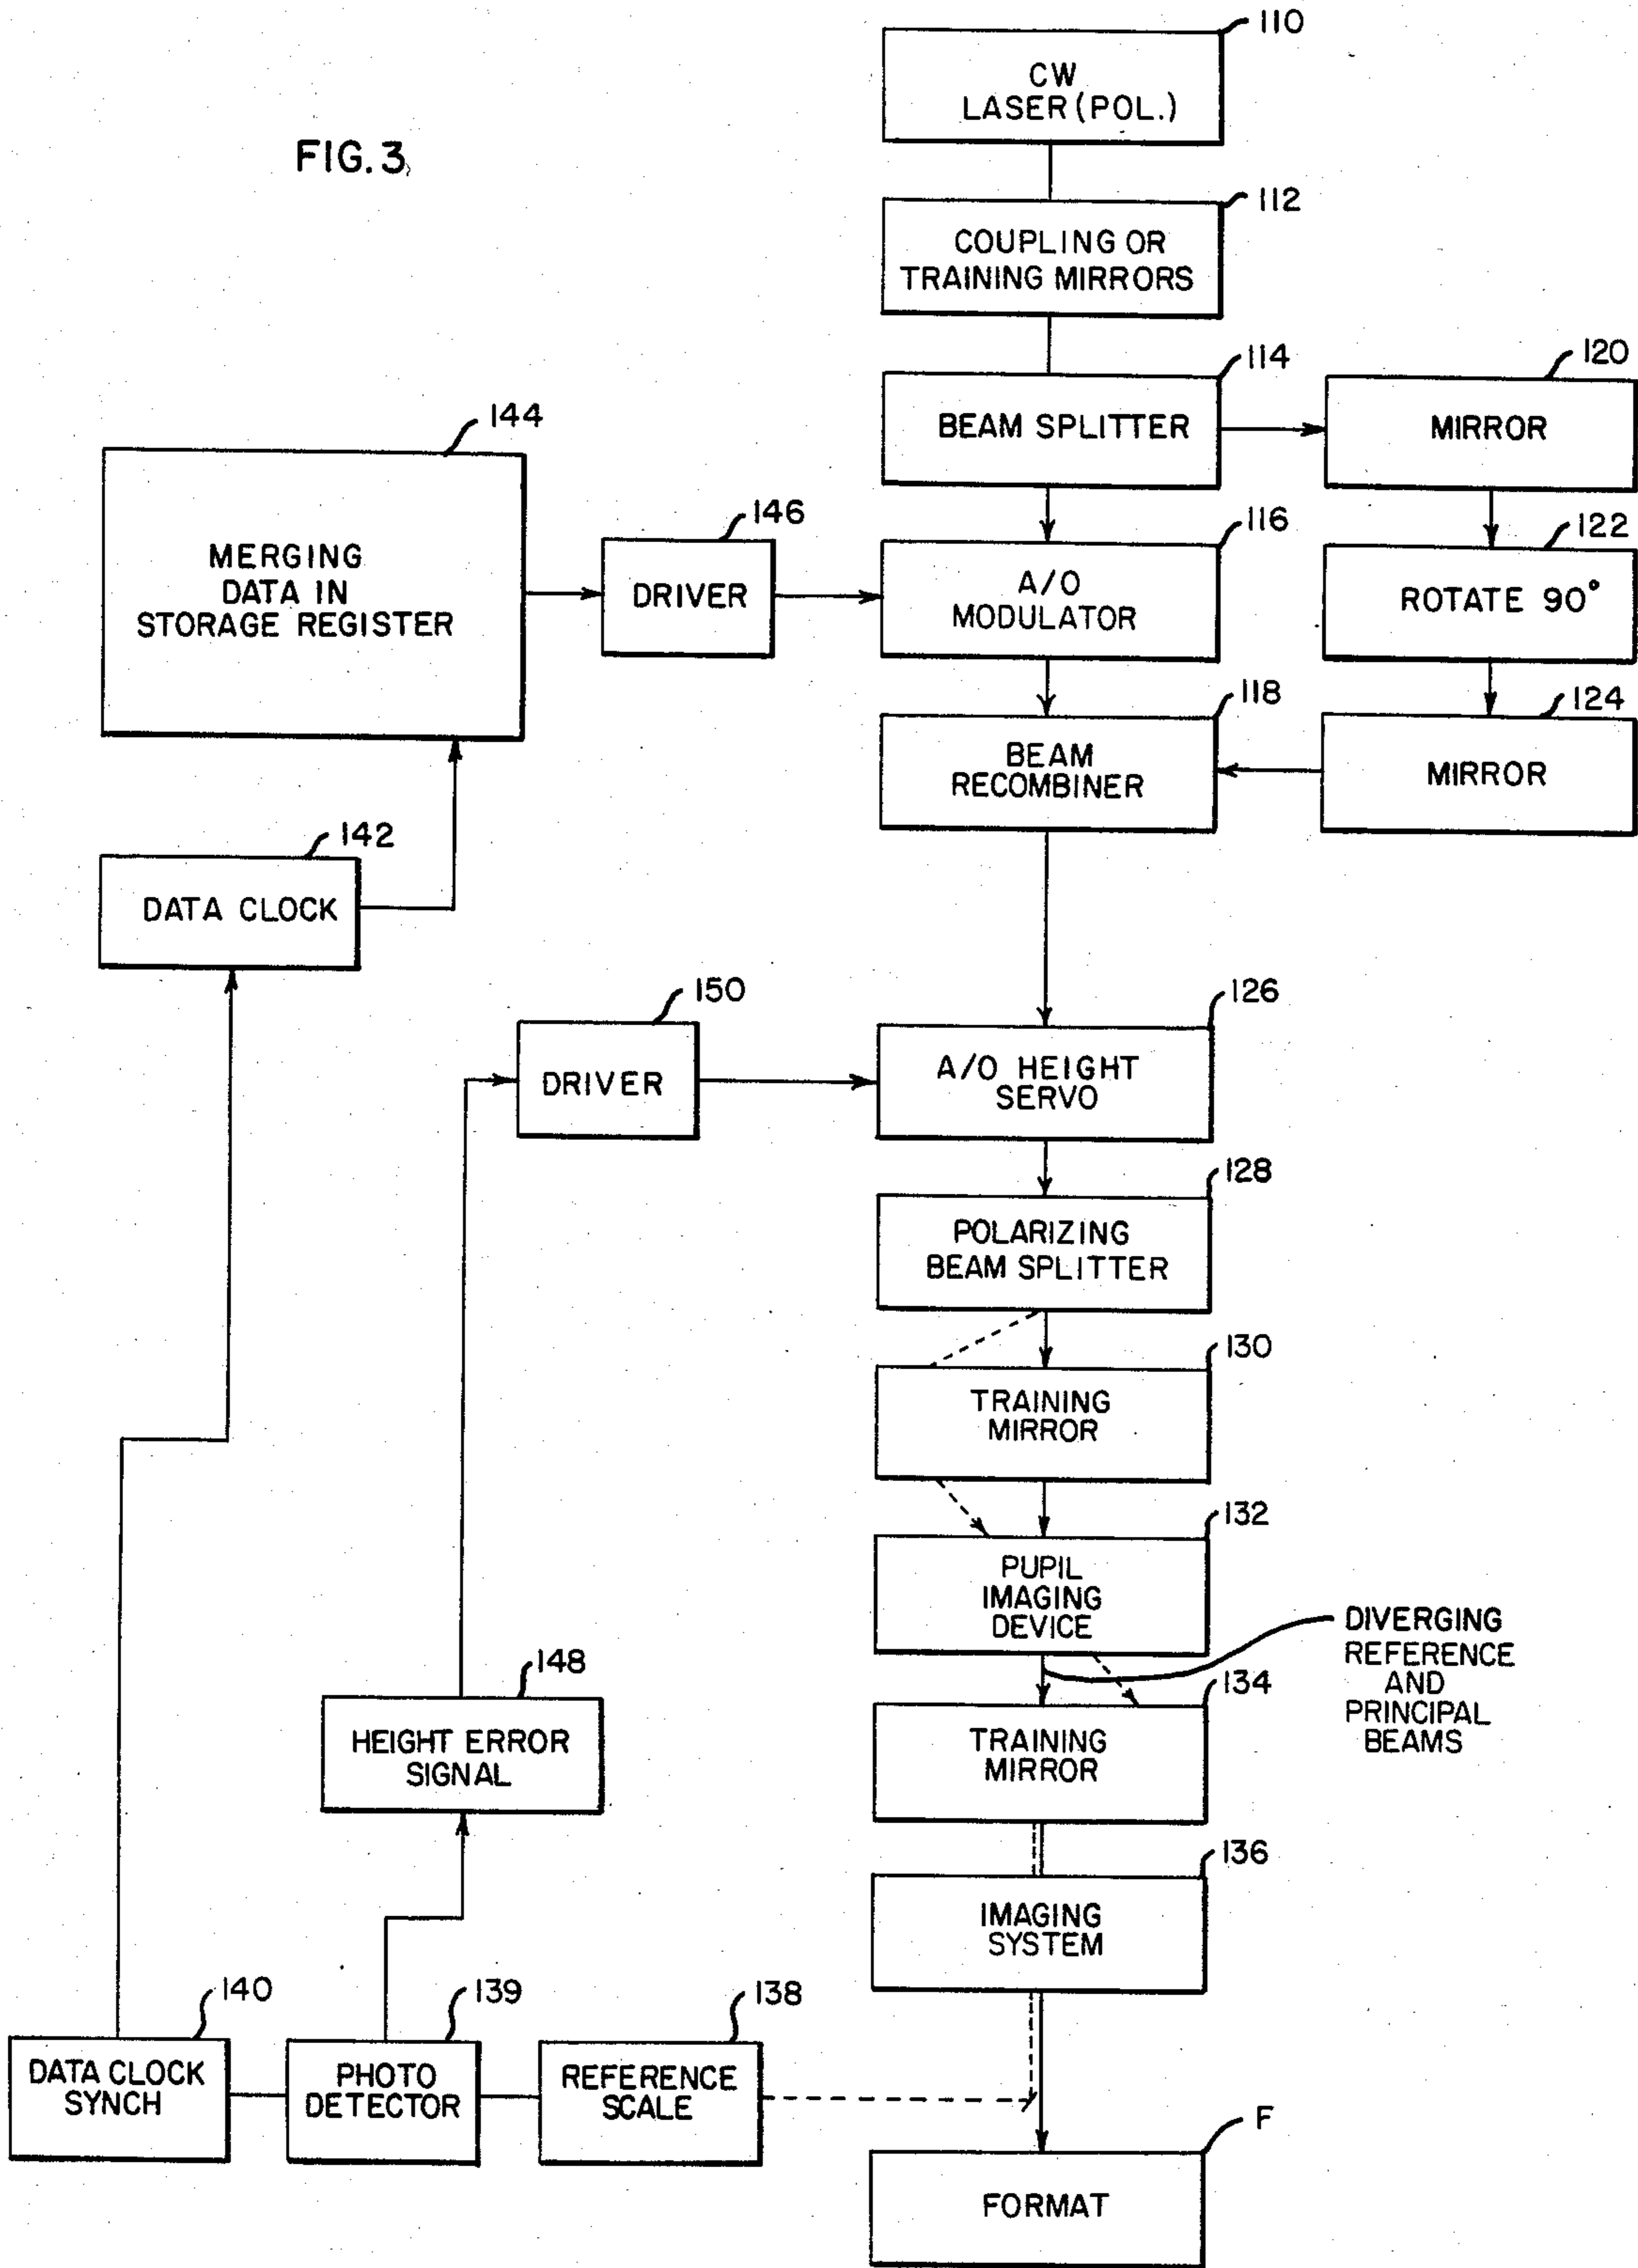 FIG. 3
110
CW
LASER (POL.)
112
COUPLING OR
TRAINING MIRRORS
114
BEAM SPLITTER
120
MIRROR
144
MERGING
DATA IN
STORAGE REGISTER
146
DRIVER
116
A/O
MODULATOR
122
ROTATE 90°
118
BEAM
RECOMBINER
124
MIRROR
142
DATA CLOCK
150
DRIVER
126
A/O HEIGHT
SERVO
128
POLARIZING
BEAM SPLITTER
130
TRAINING
MIRROR
132
PUPIL
IMAGING
DEVICE
DIVERGING
REFERENCE
AND
PRINCIPAL
BEAMS
148
HEIGHT ERROR
SIGNAL
134
TRAINING
MIRROR
136
IMAGING
SYSTEM
140
DATA CLOCK
SYNCH
139
PHOTO
DETECTOR
138
REFERENCE
SCALE
F
FORMAT